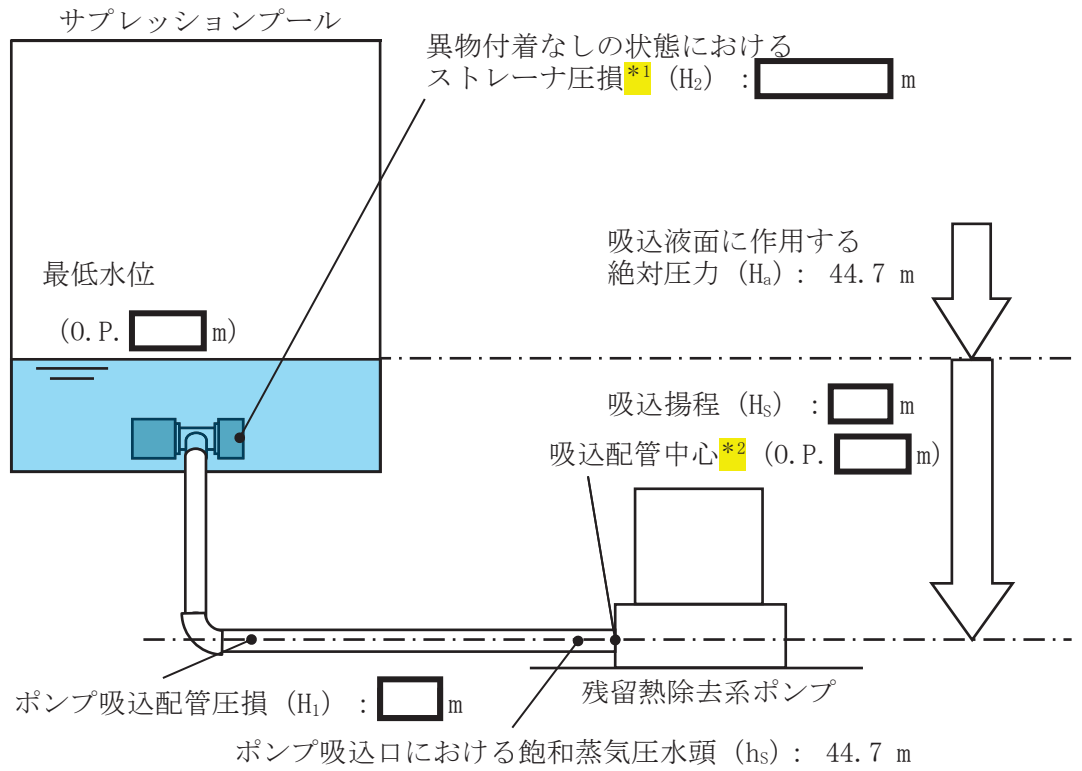 サプレッションプール
異物付着なしの状態における
ストレーナ圧損*1 (H₂) : m
吸込液面に作用する
絶対圧力 (Hₐ) : 44.7 m
最低水位
(O.P. m)
吸込揚程 (Hₛ) : m
吸込配管中心*2 (O.P. m)
残留熱除去系ポンプ
ポンプ吸込配管圧損 (H₁) : m
ポンプ吸込口における飽和蒸気圧水頭 (hₛ) : 44.7 m